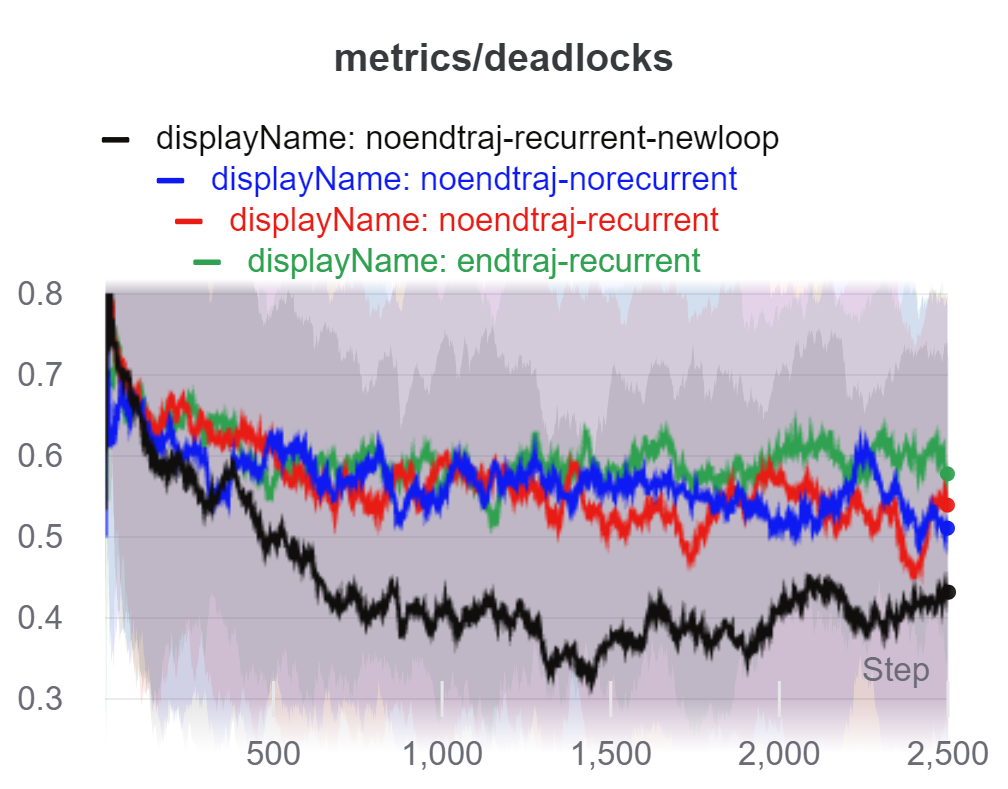 metrics/deadlocks
displayName: noendtraj-recurrent-newloop
displayName: noendtraj-norecurrent
displayName: noendtraj-recurrent
displayName: endtraj-recurrent
0.8
0.7
0.6
0.5
0.4
0.3
Step
500 1,000 1,500 2,000 2,500